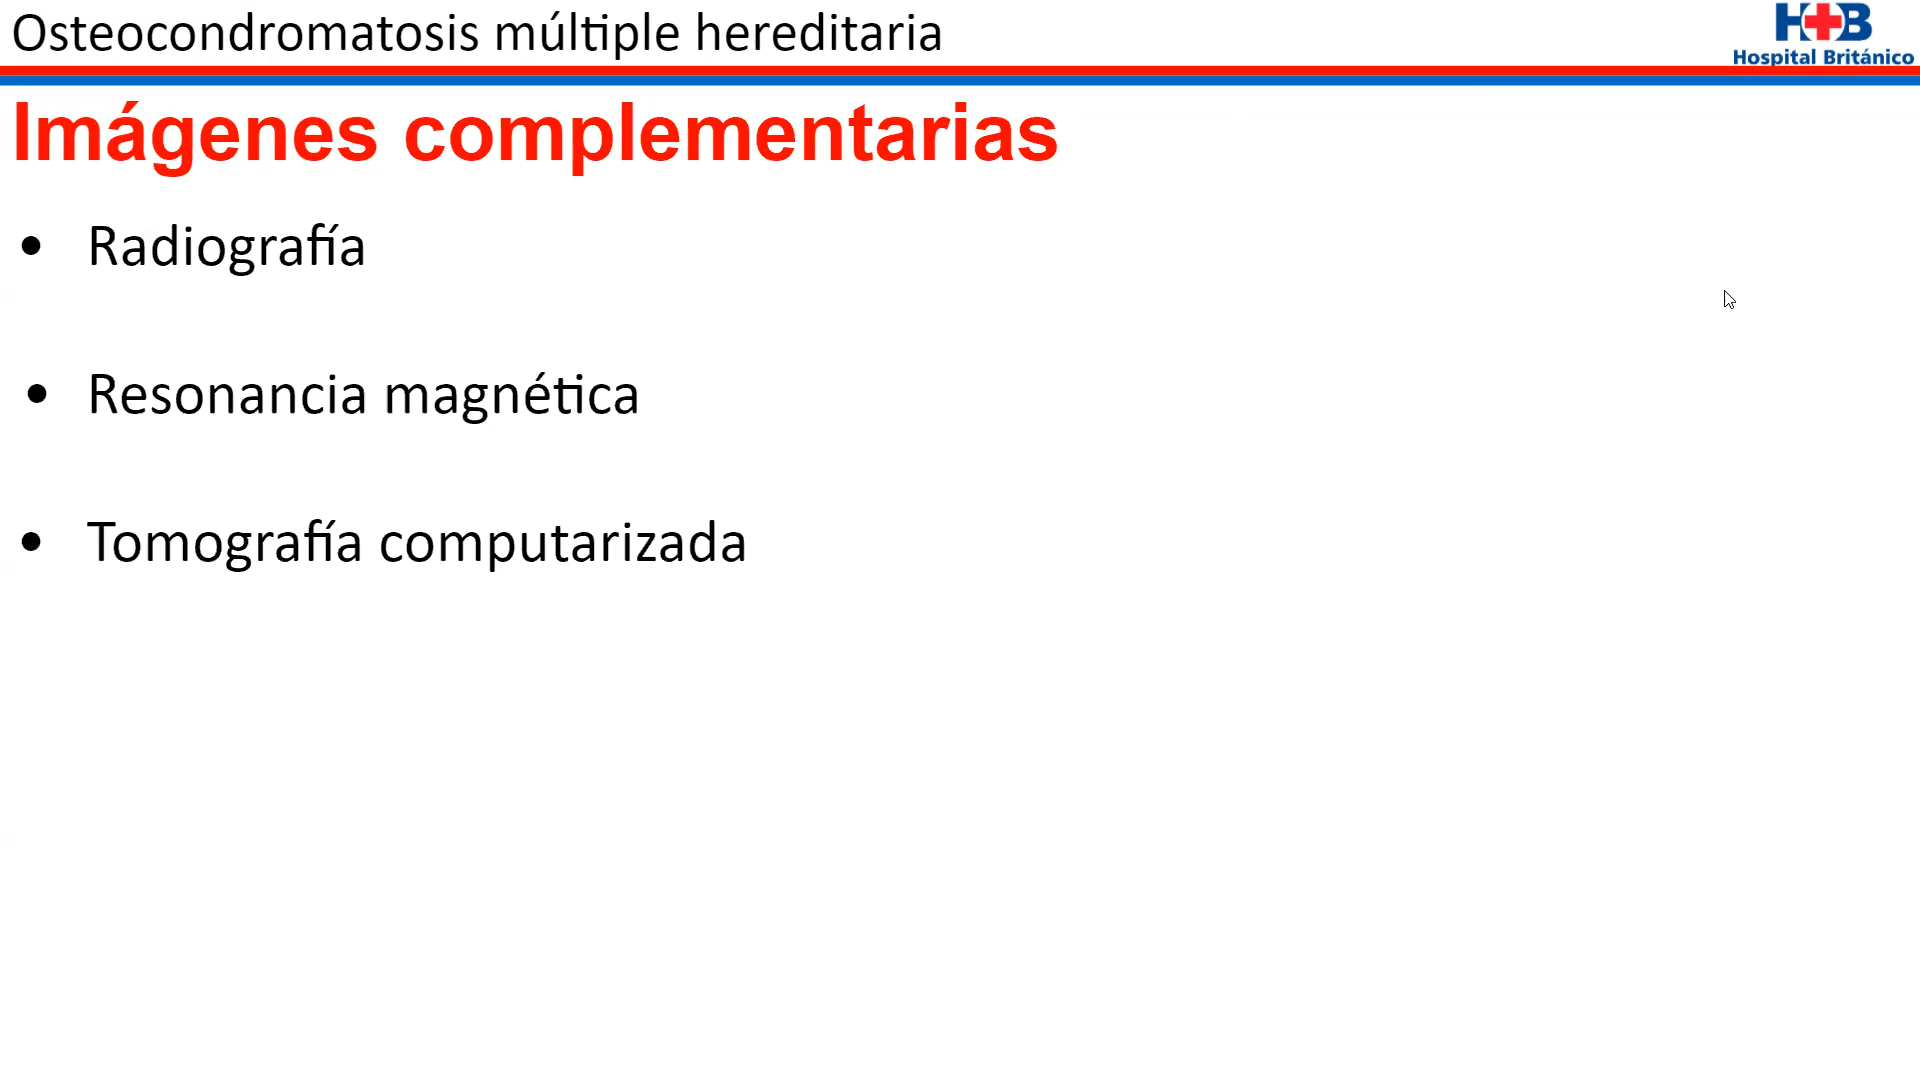 Osteocondromatosis múltiple hereditaria
H+B
Hospital Británico
Imágenes complementarias
• Radiografía
• Resonancia magnética
• Tomografía computarizada